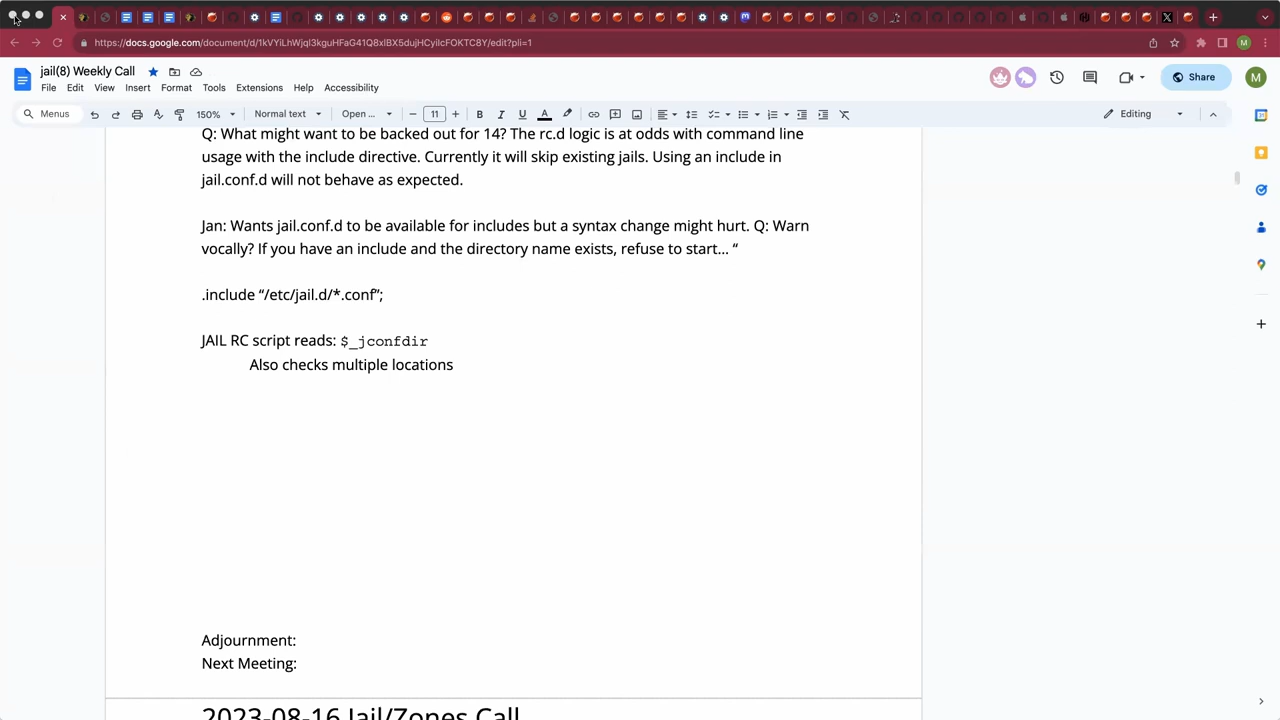 https://docs.google.com/document/d/1kVYiLhWjql3kguHFaG41Q8xlBX5dujHCyilcFOKTC8Y/edit?pli=1
M
jail(8) Weekly Call
File Edit View Insert Format Tools Extensions Help Accessibility
Share
M
Menus
150%
Normal text
Open ...
11
B I U A
Editing
Q: What might want to be backed out for 14? The rc.d logic is at odds with command line
usage with the include directive. Currently it will skip existing jails. Using an include in
jail.conf.d will not behave as expected.
Jan: Wants jail.conf.d to be available for includes but a syntax change might hurt. Q: Warn
vocally? If you have an include and the directory name exists, refuse to start... “
.include “/etc/jail.d/*.conf”;
JAIL RC script reads: $_jconfdir
Also checks multiple locations
Adjournment:
Next Meeting:
2023-08-16 Jail/Zones Call